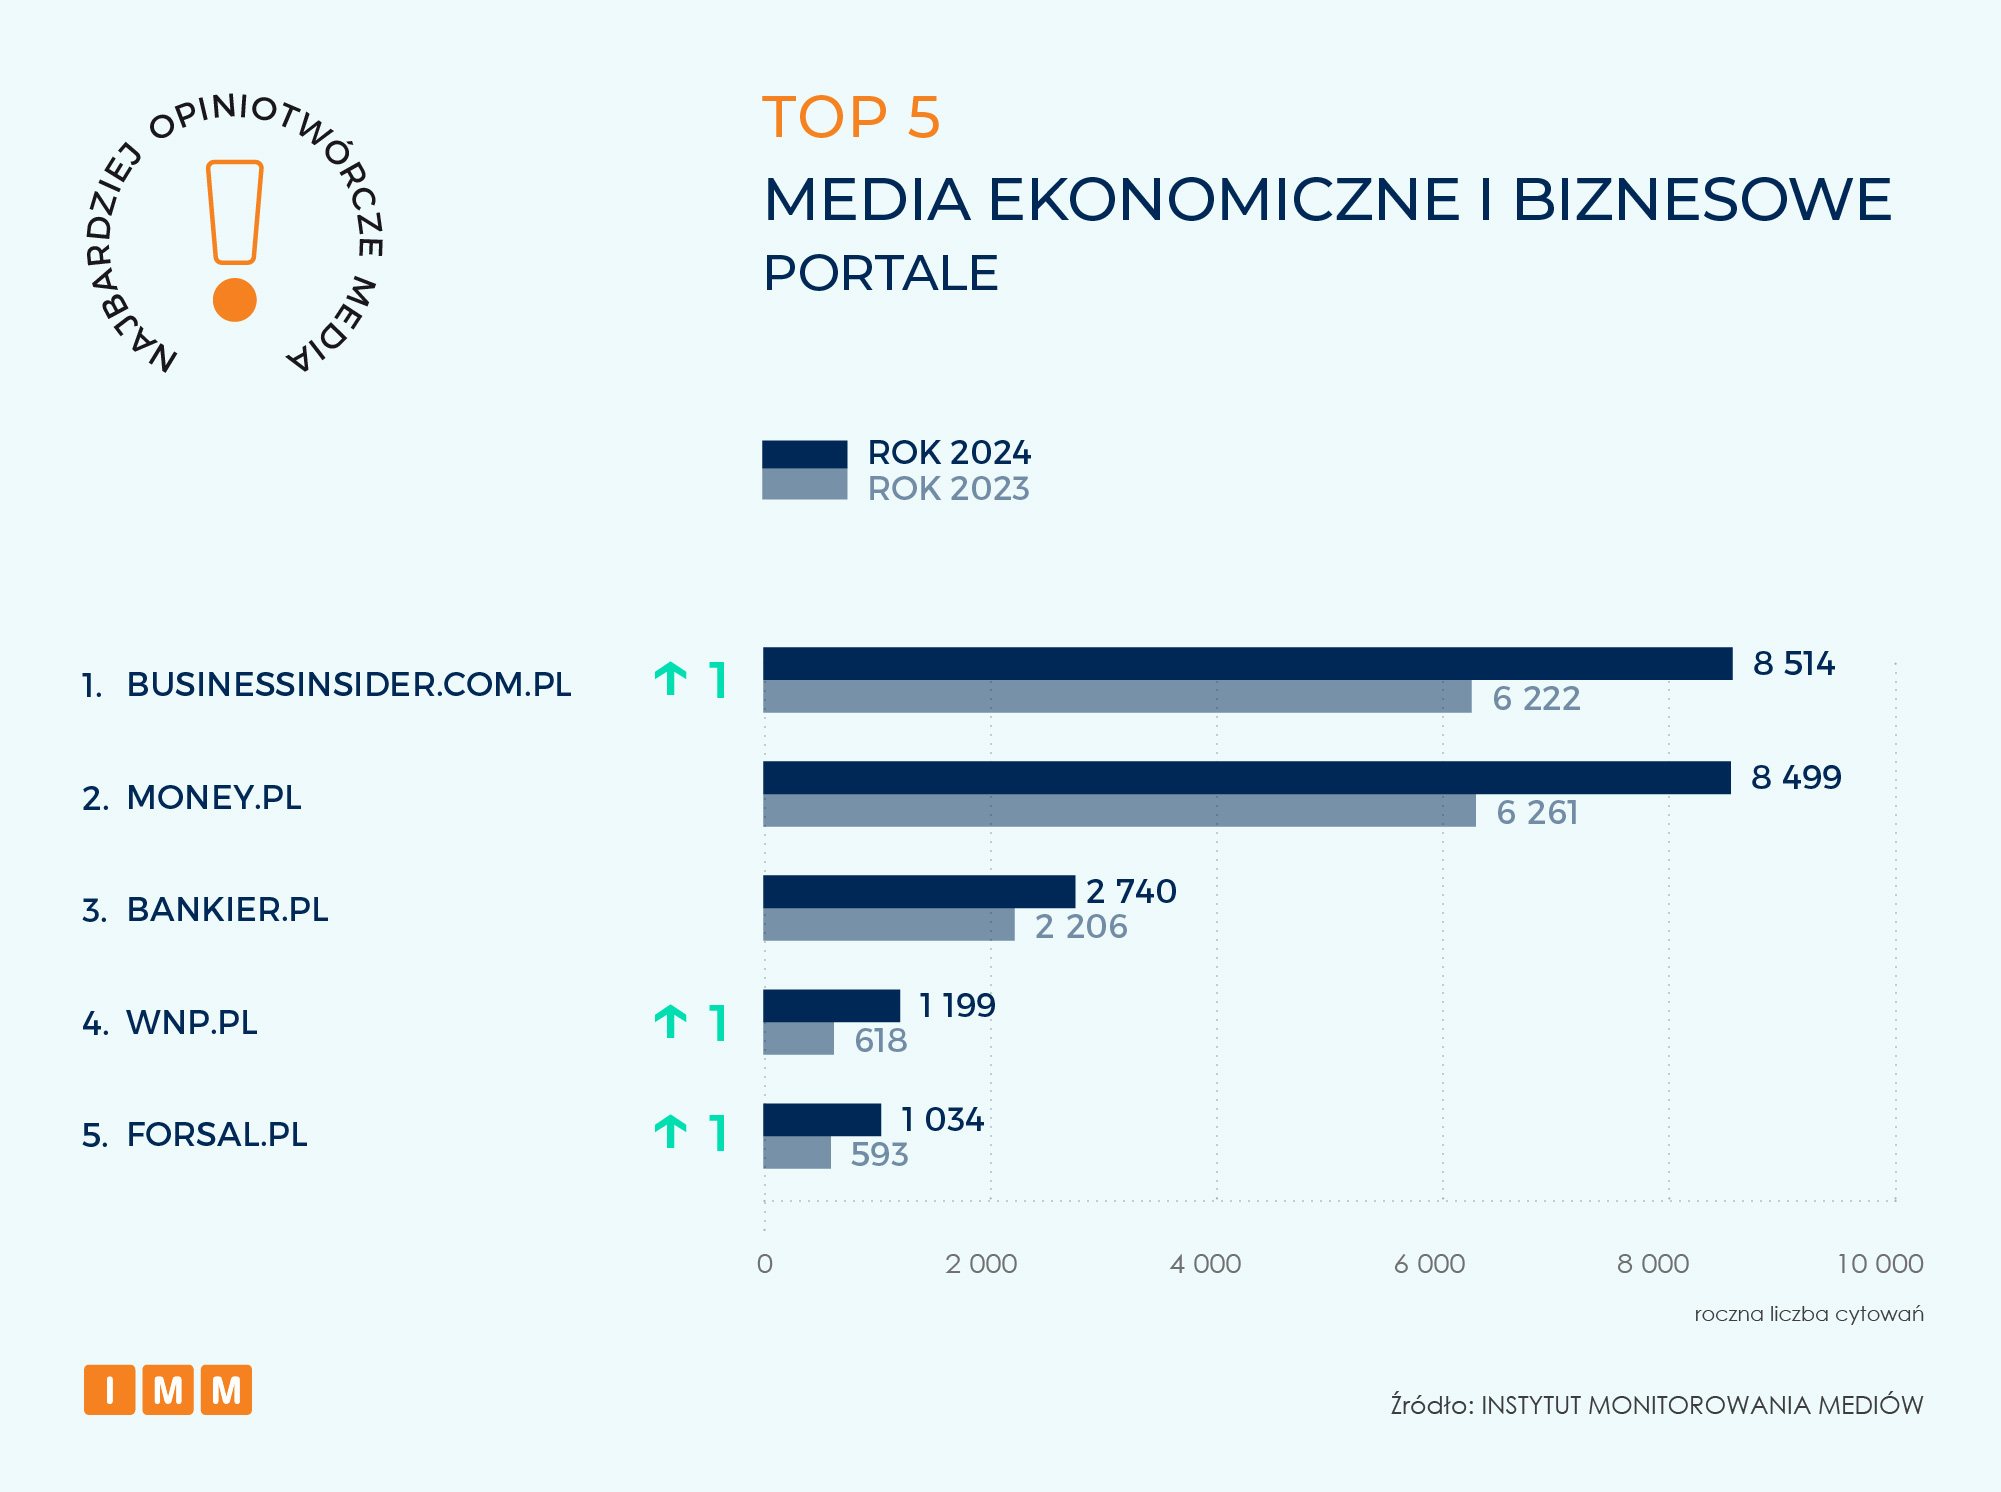 NAJBARDZIEJ OPINIOTWÓRCZE MEDIA
TOP 5
MEDIA EKONOMICZNE I BIZNESOWE
PORTALE
ROK 2024
ROK 2023
1. BUSINESSINSIDER.COM.PL ↑ 1 8 514
6 222
2. MONEY.PL 8 499
6 261
3. BANKIER.PL 2 740
2 206
4. WNP.PL ↑ 1 1 199
618
5. FORSAL.PL ↑ 1 1 034
593
0 2 000 4 000 6 000 8 000 10 000
roczna liczba cytowań
IMM
Źródło: INSTYTUT MONITOROWANIA MEDIÓW